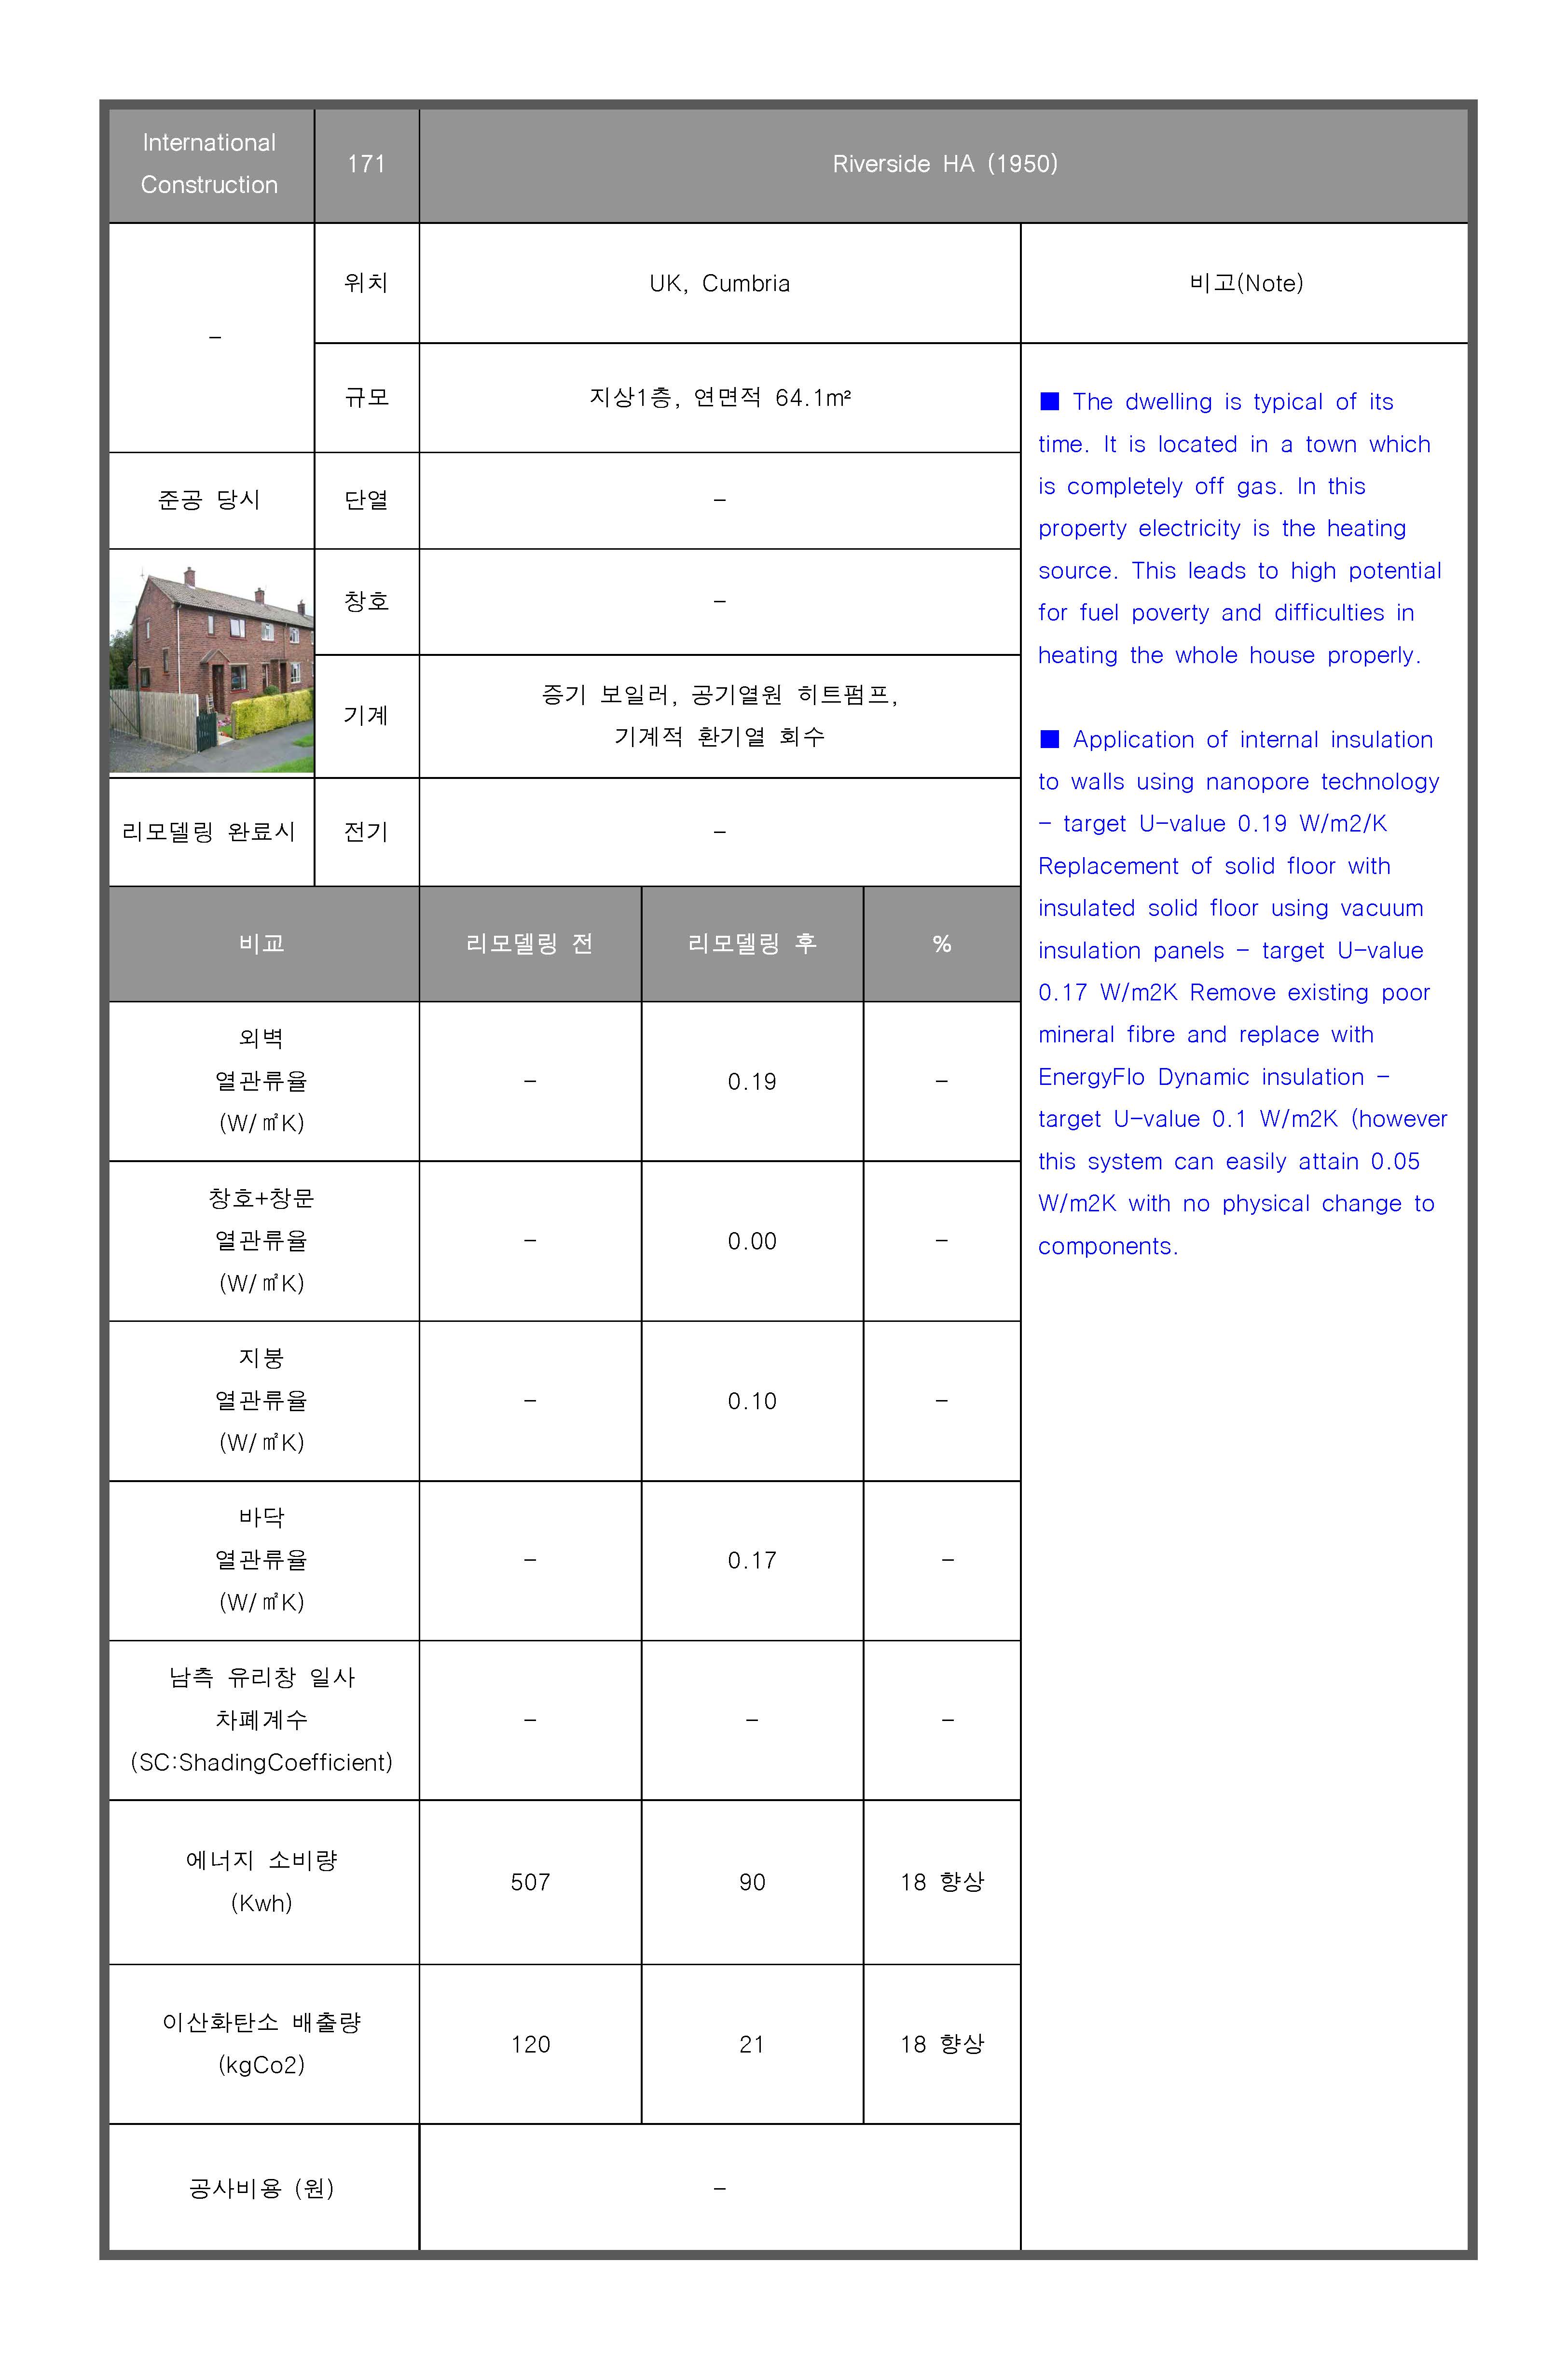 International
Construction
171
Riverside HA (1950)
-
위치
UK, Cumbria
비고(Note)
규모
지상1층, 연면적 64.1m²
준공 당시
단열
-
창호
-
기계
증기 보일러, 공기열원 히트펌프,
기계적 환기열 회수
리모델링 완료시
전기
-
■ The dwelling is typical of its
time. It is located in a town which
is completely off gas. In this
property electricity is the heating
source. This leads to high potential
for fuel poverty and difficulties in
heating the whole house properly.
■ Application of internal insulation
to walls using nanopore technology
- target U-value 0.19 W/m2/K
Replacement of solid floor with
insulated solid floor using vacuum
insulation panels - target U-value
0.17 W/m2K Remove existing poor
mineral fibre and replace with
EnergyFlo Dynamic insulation -
target U-value 0.1 W/m2K (however
this system can easily attain 0.05
W/m2K with no physical change to
components.
비교
리모델링 전
리모델링 후
%
외벽
열관류율
(W/㎡K)
-
0.19
-
창호+창문
열관류율
(W/㎡K)
-
0.00
-
지붕
열관류율
(W/㎡K)
-
0.10
-
바닥
열관류율
(W/㎡K)
-
0.17
-
남측 유리창 일사
차폐계수
(SC:ShadingCoefficient)
-
-
-
에너지 소비량
(Kwh)
507
90
18 향상
이산화탄소 배출량
(kgCo2)
120
21
18 향상
공사비용 (원)
-